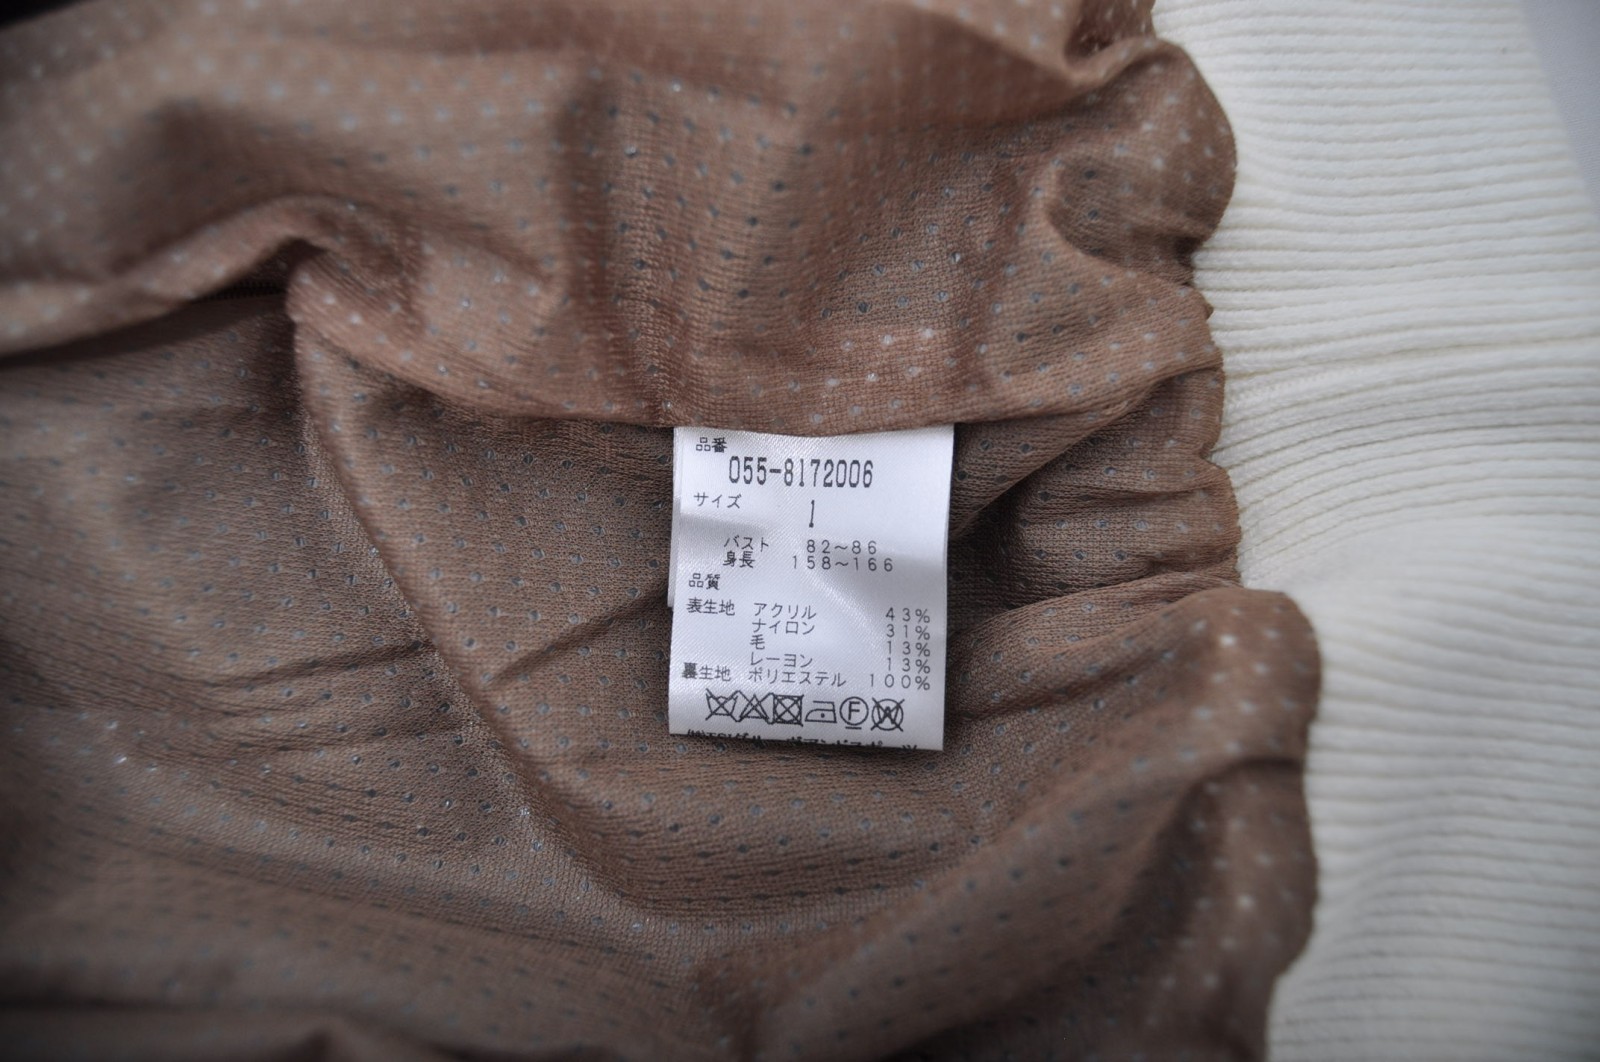 品番
055-8172006
サイズ
1
バスト 82~86
身長 158~166
品質
表生地 アクリル 43%
ナイロン 31%
毛 13%
レーヨン 13%
裏生地 ポリエステル 100%
F W